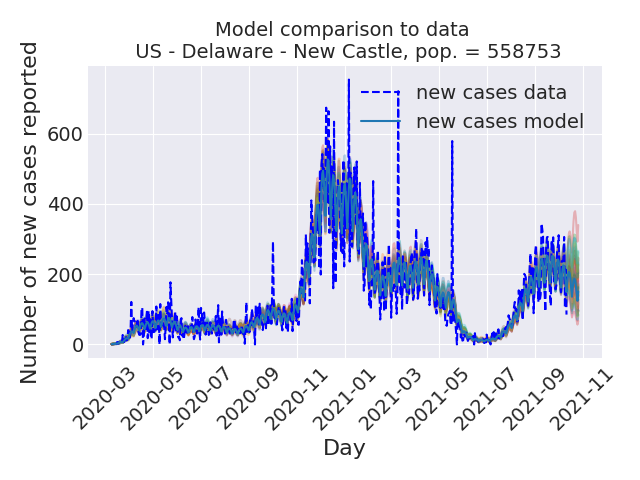 Model comparison to data
US - Delaware - New Castle, pop. = 558753
Number of new cases reported
600
400
200
0
new cases data
new cases model
2020-03
2020-05
2020-07
2020-09
2020-11
2021-01
2021-03
2021-05
2021-07
2021-09
2021-11
Day